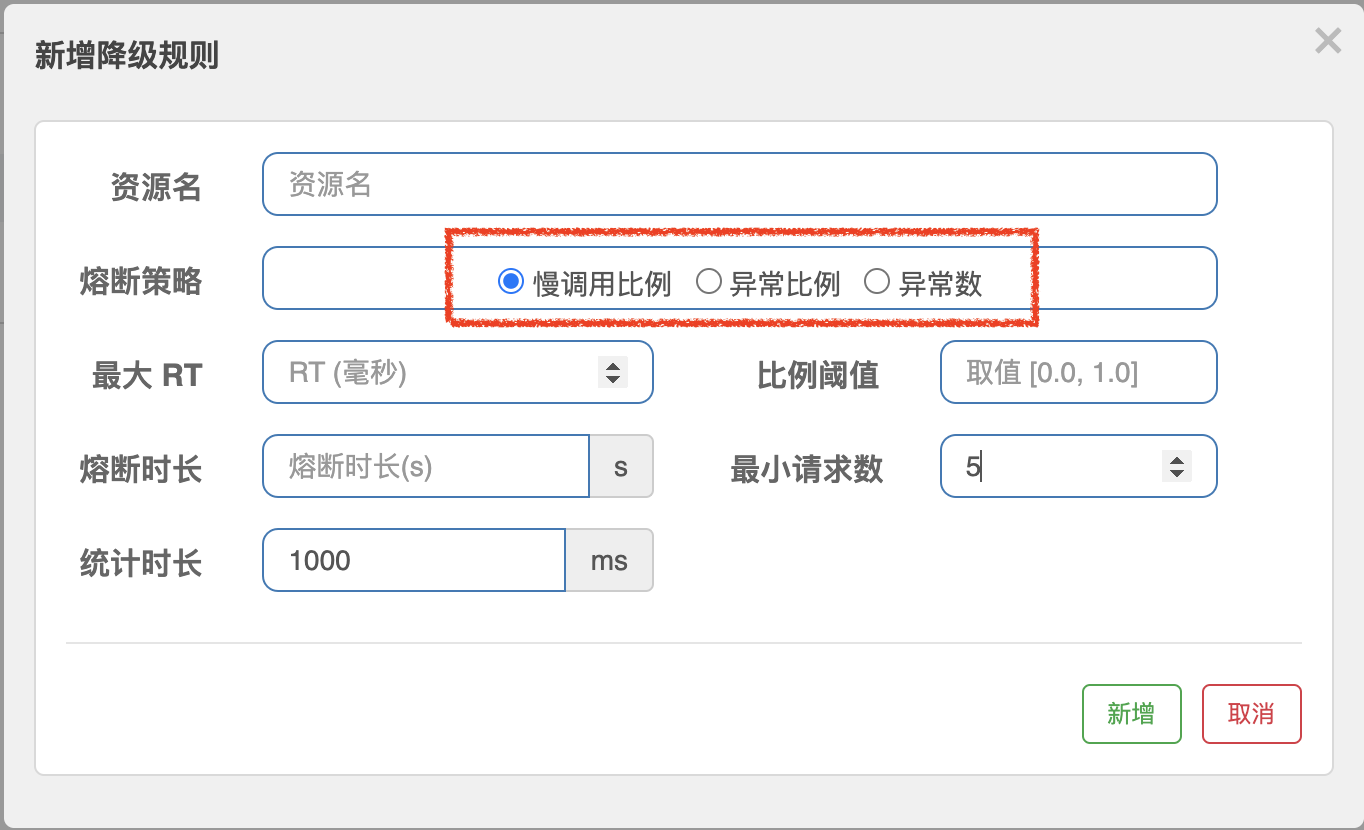 新增降级规则 ×
资源名 资源名
熔断策略 慢调用比例 异常比例 异常数
最大 RT RT (毫秒) 比例阈值 取值 [0.0, 1.0]
熔断时长 熔断时长(s) s 最小请求数 5
统计时长 1000 ms
新增 取消